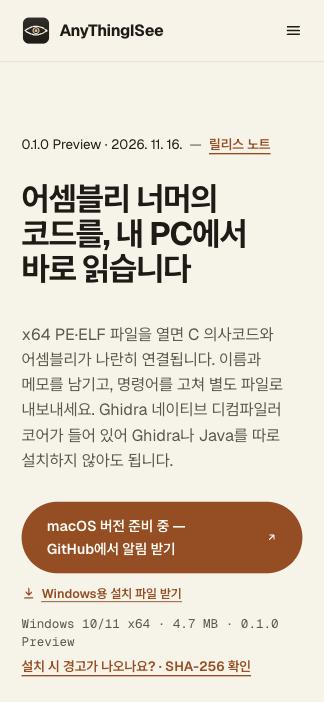 AnyThingISee
0.1.0 Preview · 2026. 11. 16. — 릴리스 노트
어셈블리 너머의
코드를, 내 PC에서
바로 읽습니다
x64 PE·ELF 파일을 열면 C 의사코드와
어셈블리가 나란히 연결됩니다. 이름과
메모를 남기고, 명령어를 고쳐 별도 파일로
내보내세요. Ghidra 네이티브 디컴파일러
코어가 들어 있어 Ghidra나 Java를 따로
설치하지 않아도 됩니다.
macOS 버전 준비 중 —
GitHub에서 알림 받기
Windows용 설치 파일 받기
Windows 10/11 x64 · 4.7 MB · 0.1.0
Preview
설치 시 경고가 나오나요? · SHA-256 확인